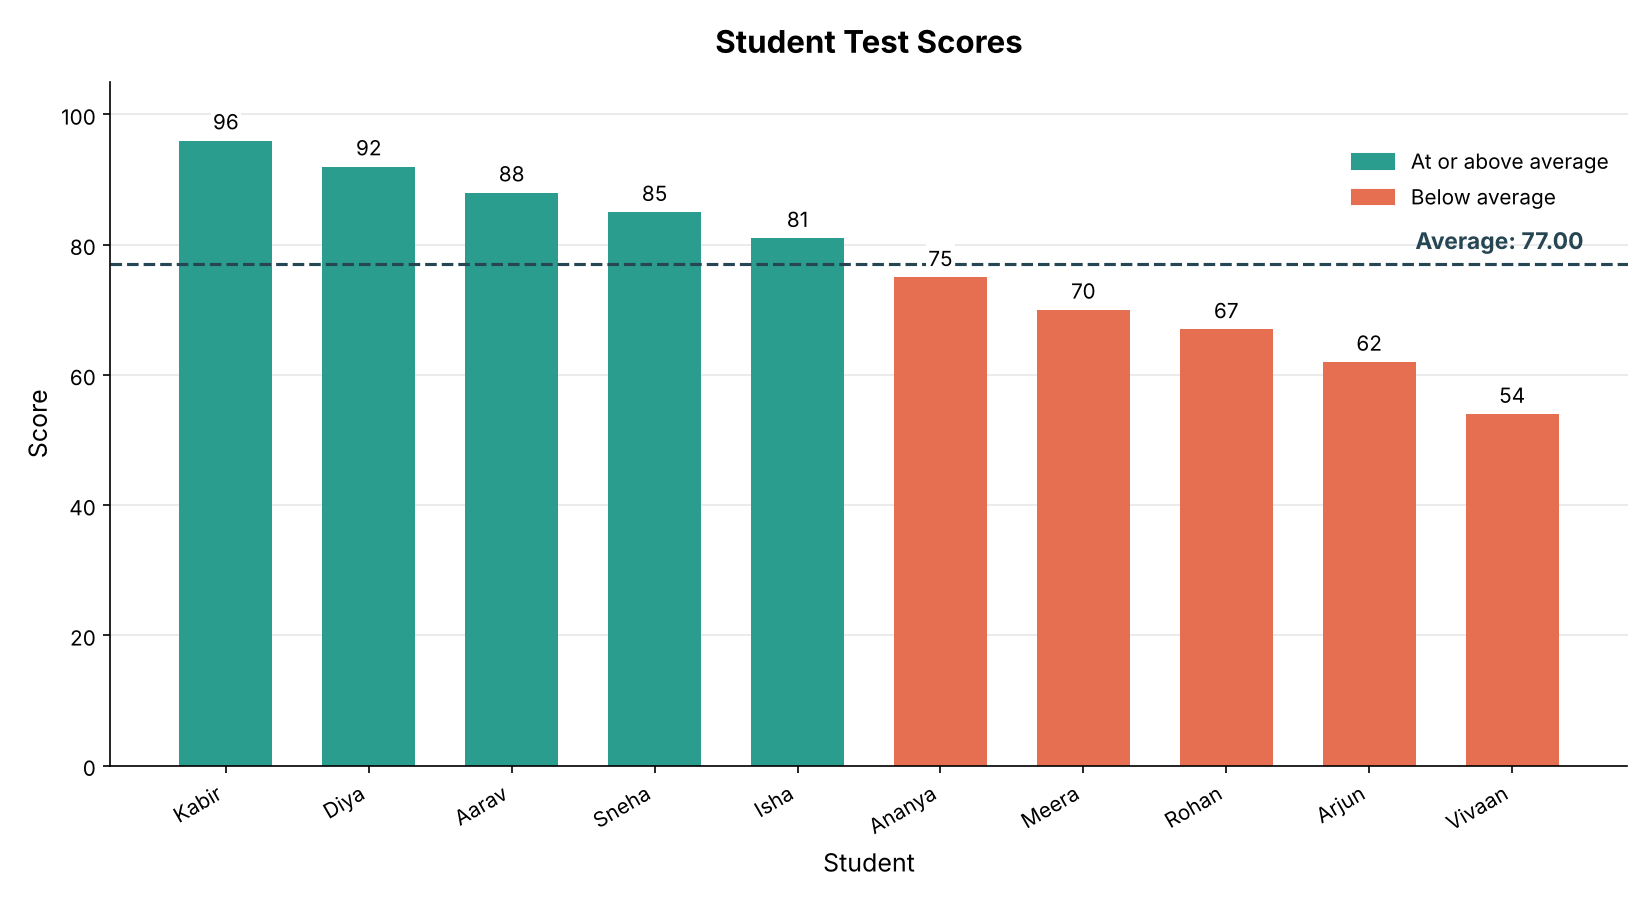 Student Test Scores
100
80
60
40
20
0
Score
96
92
88
85
81
75
70
67
62
54
At or above average
Below average
Average: 77.00
Kabir
Diya
Aarav
Sneha
Isha
Ananya
Meera
Rohan
Arjun
Vivaan
Student